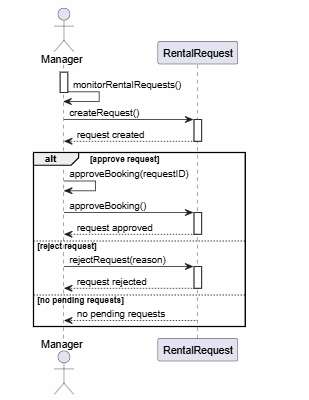 Manager
RentalRequest
monitorRentalRequests()
createRequest()
request created
alt
[approve request]
approveBooking(requestID)
approveBooking()
request approved
[reject request]
rejectRequest(reason)
request rejected
[no pending requests]
no pending requests
Manager
RentalRequest